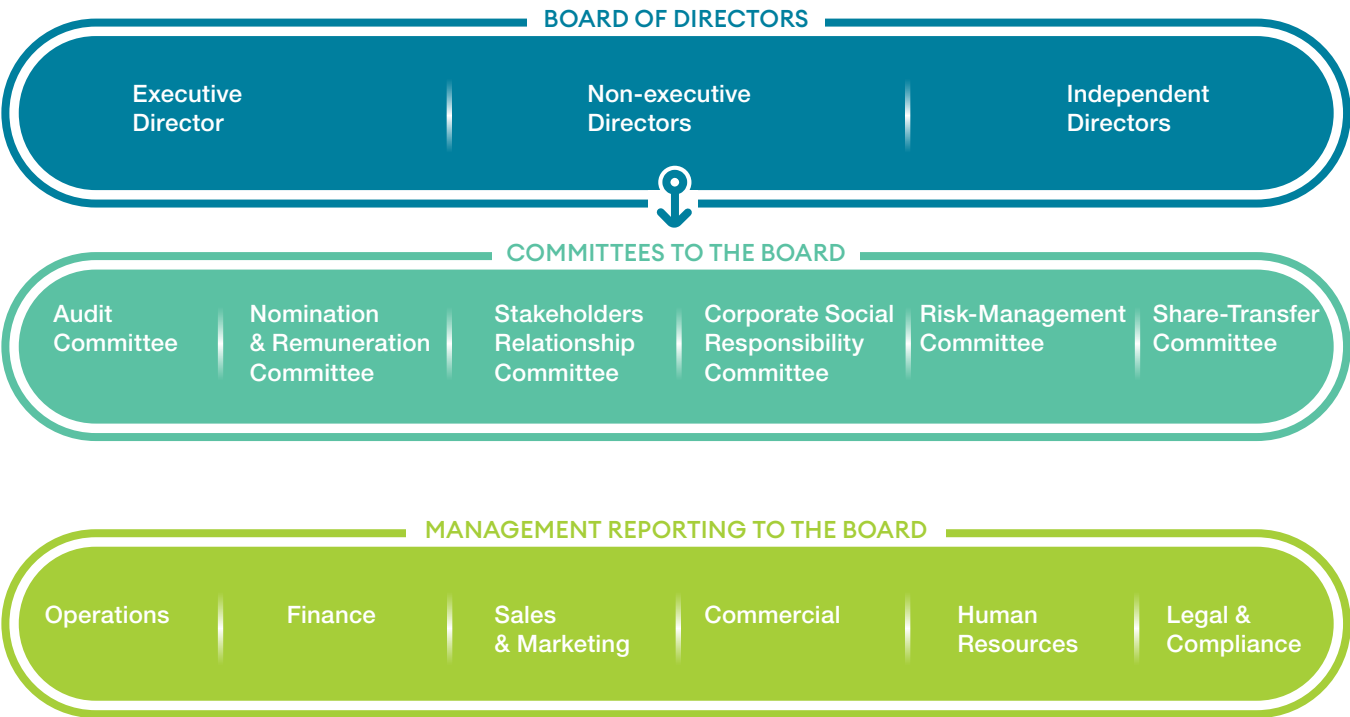 BOARD OF DIRECTORS
Executive
Director
Non-executive
Directors
Independent
Directors
COMMITTEES TO THE BOARD
Audit
Committee
Nomination
& Remuneration
Committee
Stakeholders
Relationship
Committee
Corporate Social
Responsibility
Committee
Risk-Management
Committee
Share-Transfer
Committee
MANAGEMENT REPORTING TO THE BOARD
Operations
Finance
Sales
& Marketing
Commercial
Human
Resources
Legal &
Compliance